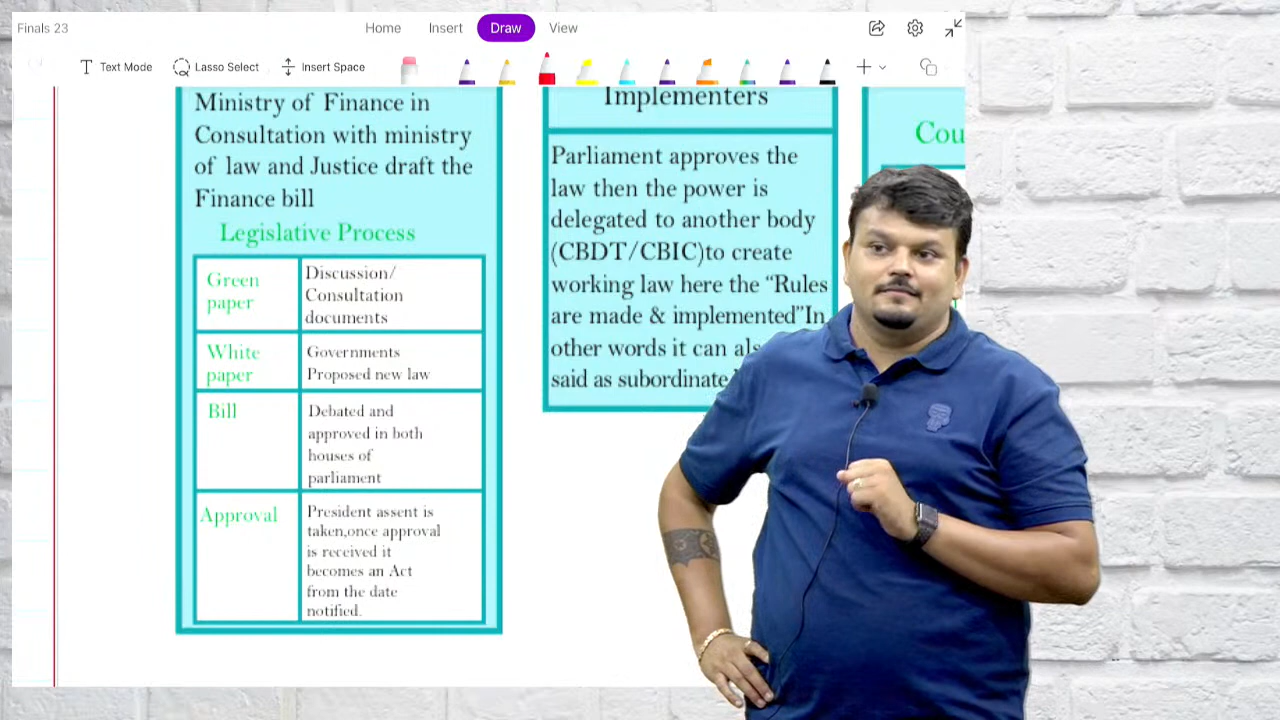 Finals 23
Home
Insert
Draw
View
Text Mode
Lasso Select
Insert Space
Ministry of Finance in
Consultation with ministry
of law and Justice draft the
Finance bill
Legislative Process
Green
paper
Discussion/
Consultation
documents
White
paper
Governments
Proposed new law
Bill
Debated and
approved in both
houses of
parliament
Approval
President assent is
taken,once approval
is received it
becomes an Act
from the date
notified.
Implementers
Parliament approves the
law then the power is
delegated to another body
(CBDT/CBIC)to create
working law here the “Rules
are made & implemented”In
other words it can
said as subordinate